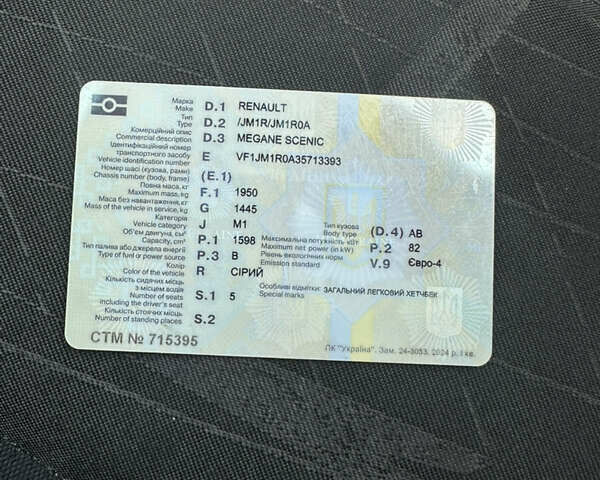 Марка
Make D.1 RENAULT
Тип
Type D.2 /JM1R/JM1R0A
Комерційний опис
Commercial description D.3 MEGANE SCENIC
Ідентифікаційний номер
транспортного засобу
Vehicle identification number E VF1JM1R0A35713393
Номер шасі (кузова, рами)
Chassis number (body, frame) (E.1)
Повна маса, кг
Maximum mass, kg F.1 1950
Маса без навантаження, кг
Mass of the vehicle in service, kg G 1445
Категорія
Vehicle category J M1 Тип кузова
Body type (D.4) AB
Об'єм двигуна, см³
Capacity, cm³ P.1 1598 Максимальна потужність кВт
Maximum net power (in kW) P.2 82
Тип палива або джерела енергії
Type of fuel or power source P.3 B Рівень екологічних норм
Emission standard V.9 Євро-4
Колір
Color of the vehicle R СІРИЙ
Кількість сидячих місць
з місцем водія
Number of seats
including the driver's seat S.1 5 Особливі відмітки: ЗАГАЛЬНИЙ ЛЕГКОВИЙ ХЕТЧБЕК
Special marks
Кількість стоячих місць
Number of standing places S.2
СТМ № 715395
ПК "Україна". Зам. 24-3053. 2024 р. І кв.